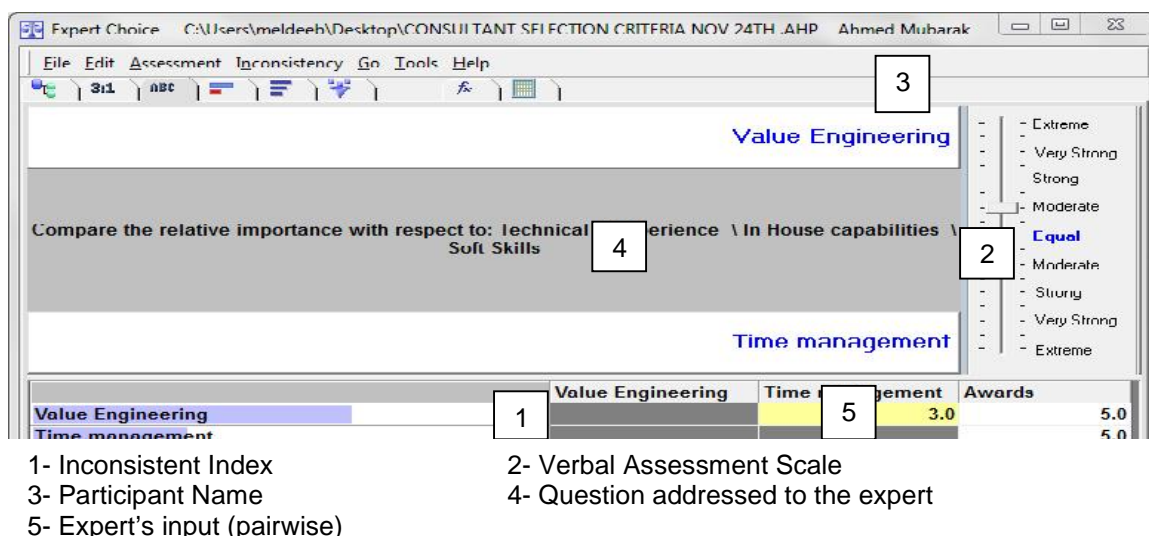 Expert Choice C:\Users\meldeeb\Desktop\CONSULTANT SELECTION CRITERIA NOV 24TH .AHP Ahmed Mubarak
File Edit Assessment Inconsistency Go Tools Help
3:1 ABC fx
3
Value Engineering
Extreme
Very Strong
Strong
Moderate
Equal
Moderate
Strong
Very Strong
Extreme
2
Compare the relative importance with respect to: Technical erience \ In House capabilities \
Soft Skills
4
Time management
Value Engineering Time gement Awards
Value Engineering 3.0 5.0
Time management 5.0
1
5
1- Inconsistent Index 2- Verbal Assessment Scale
3- Participant Name 4- Question addressed to the expert
5- Expert's input (pairwise)